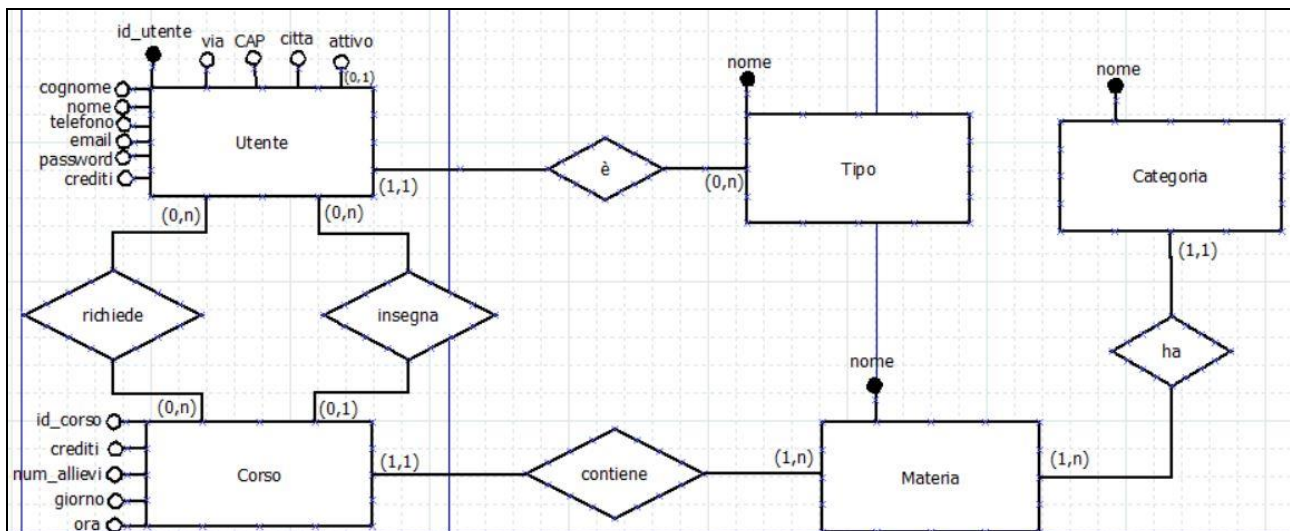 id_utente
via
CAP
citta
attivo
(0,1)
cognome
nome
telefono
email
password
crediti
Utente
(1,1)
è
(0,n)
nome
Tipo
nome
Categoria
(1,1)
(0,n)
(0,n)
richiede
insegna
ha
(0,n)
(0,1)
id_corso
crediti
num_allievi
giorno
ora
Corso
(1,1)
contiene
(1,n)
nome
Materia
(1,n)